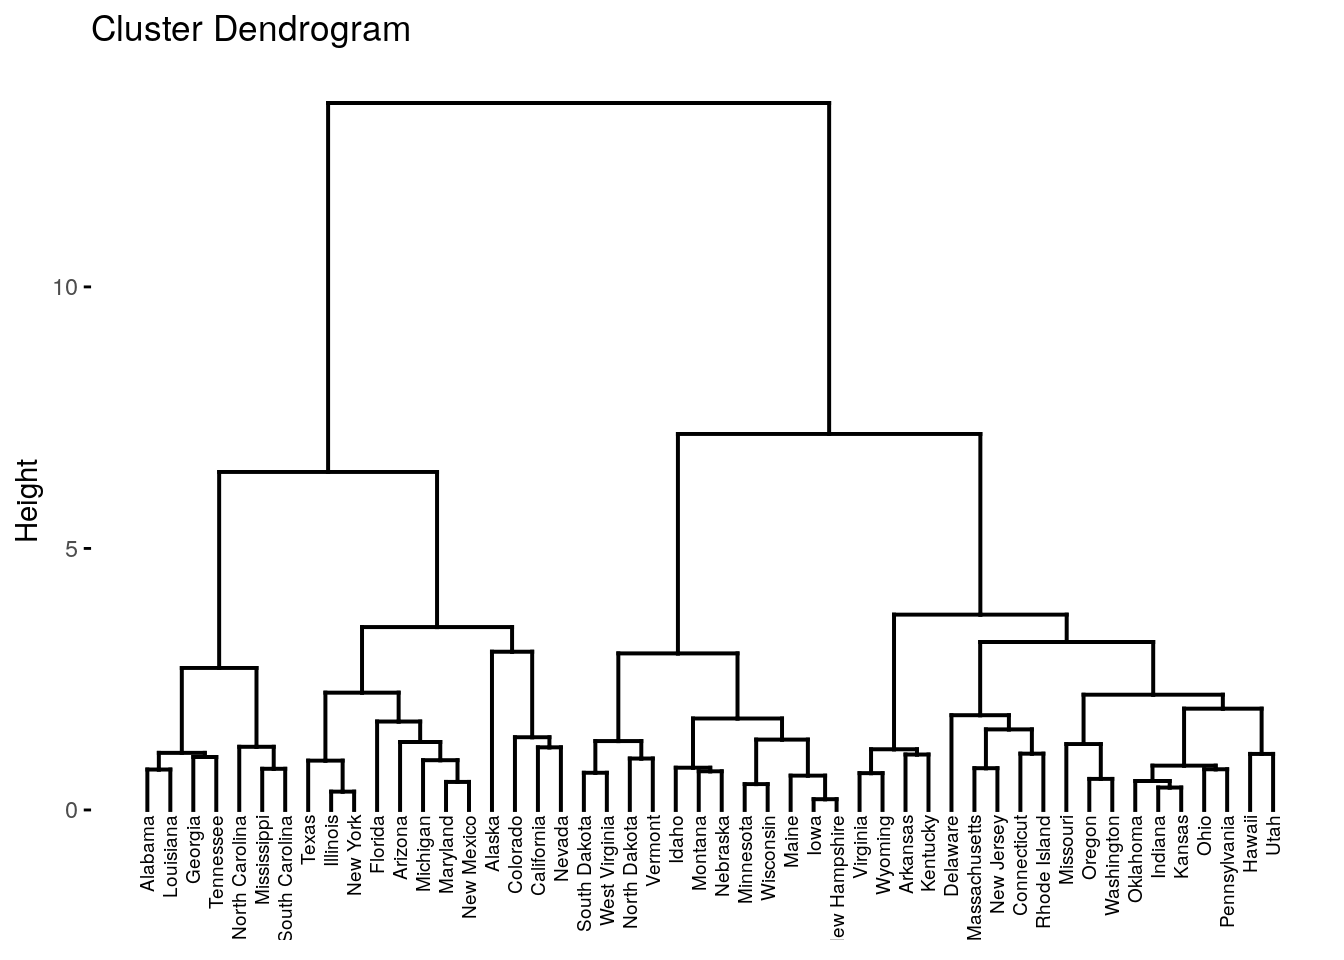 Cluster Dendrogram
10
5
0
Height
Alabama
Louisiana
Georgia
Tennessee
North Carolina
Mississippi
South Carolina
Texas
Illinois
New York
Florida
Arizona
Michigan
Maryland
New Mexico
Alaska
Colorado
California
Nevada
South Dakota
West Virginia
North Dakota
Vermont
Idaho
Montana
Nebraska
Minnesota
Wisconsin
Maine
Iowa
ew Hampshire
Virginia
Wyoming
Arkansas
Kentucky
Delaware
Massachusetts
New Jersey
Connecticut
Rhode Island
Missouri
Oregon
Washington
Oklahoma
Indiana
Kansas
Ohio
Pennsylvania
Hawaii
Utah